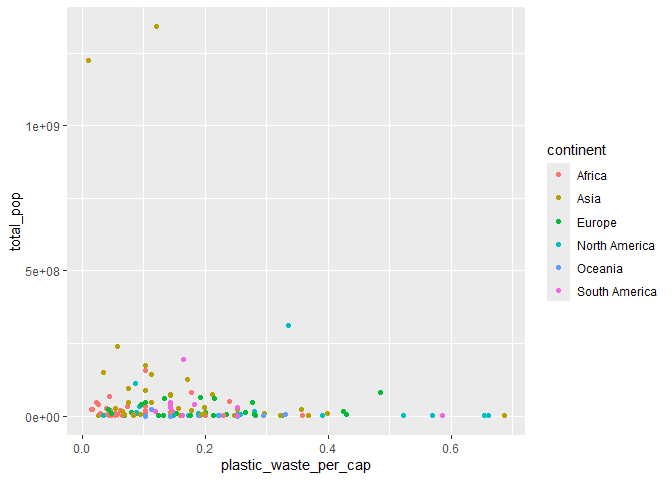 total_pop
1e+09
5e+08
0e+00
0.0 0.2 0.4 0.6
plastic_waste_per_cap
continent
Africa
Asia
Europe
North America
Oceania
South America